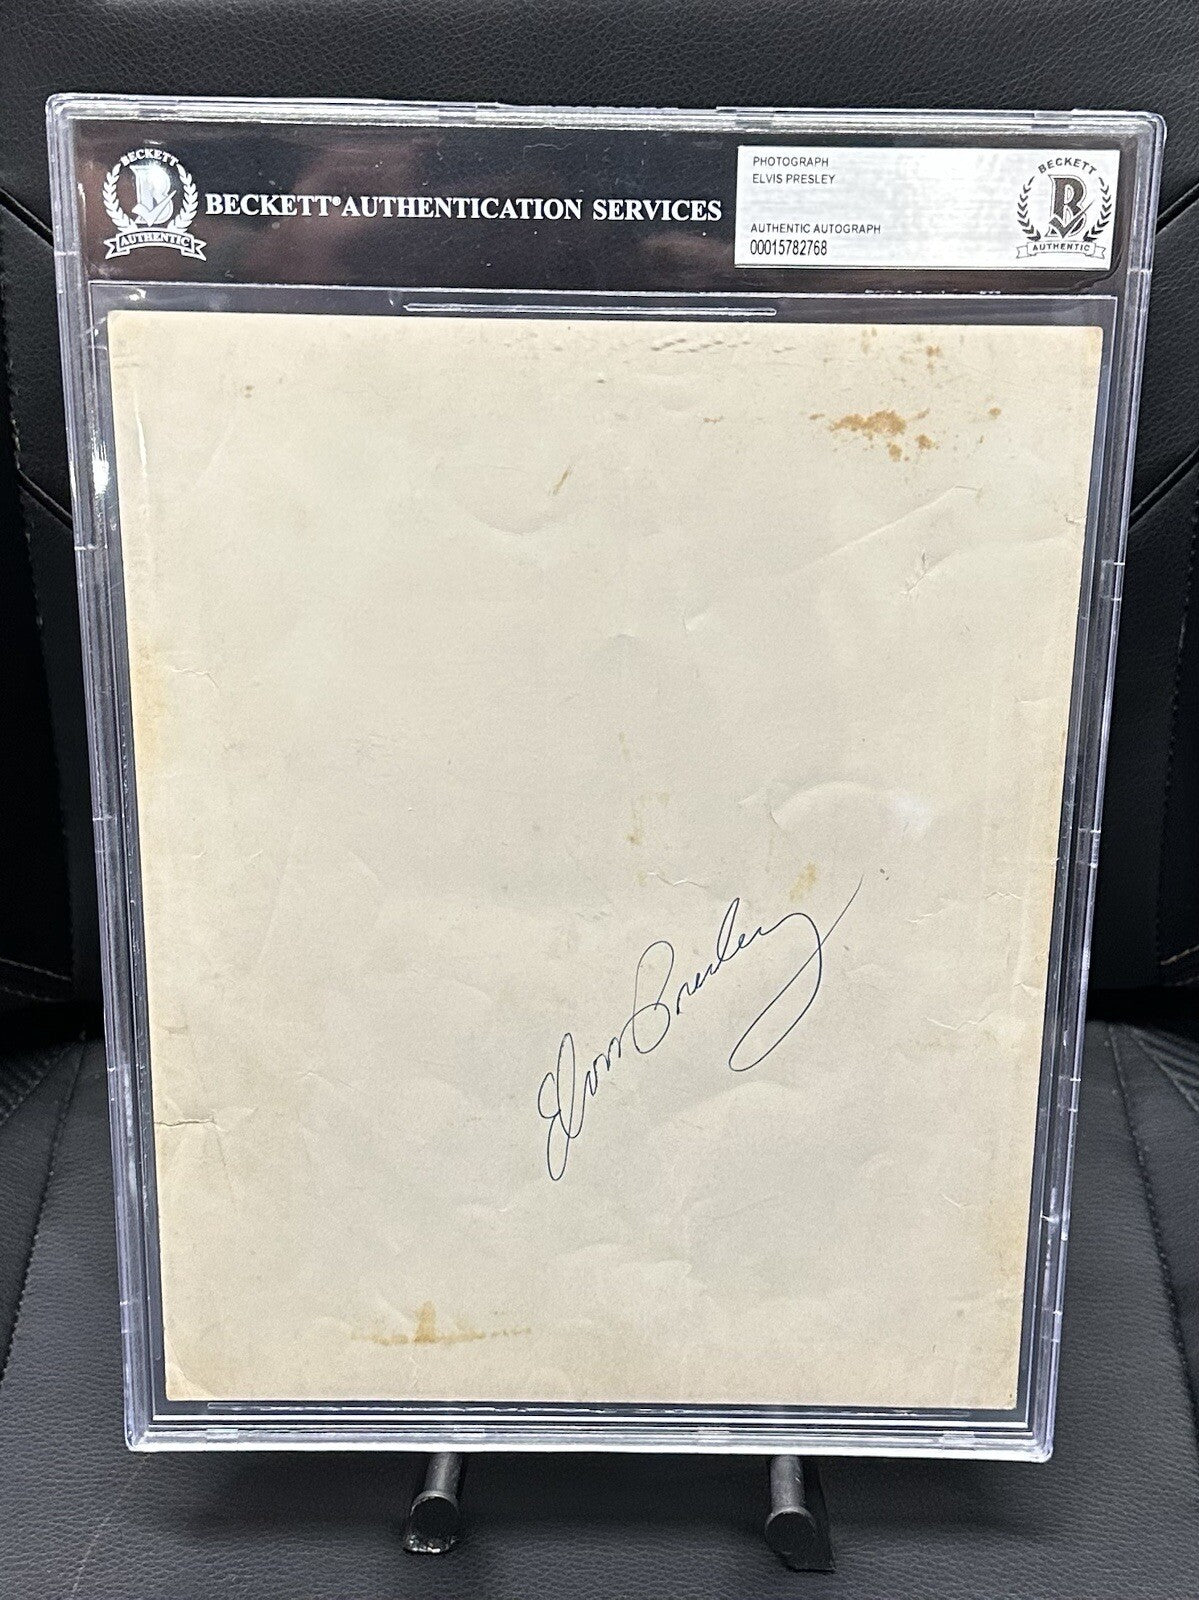 BECKETT
B
AUTHENTIC
BECKETT® AUTHENTICATION SERVICES
PHOTOGRAPH
ELVIS PRESLEY
AUTHENTIC AUTOGRAPH
00015782768
BECKETT
B
AUTHENTIC
Elvis Presley